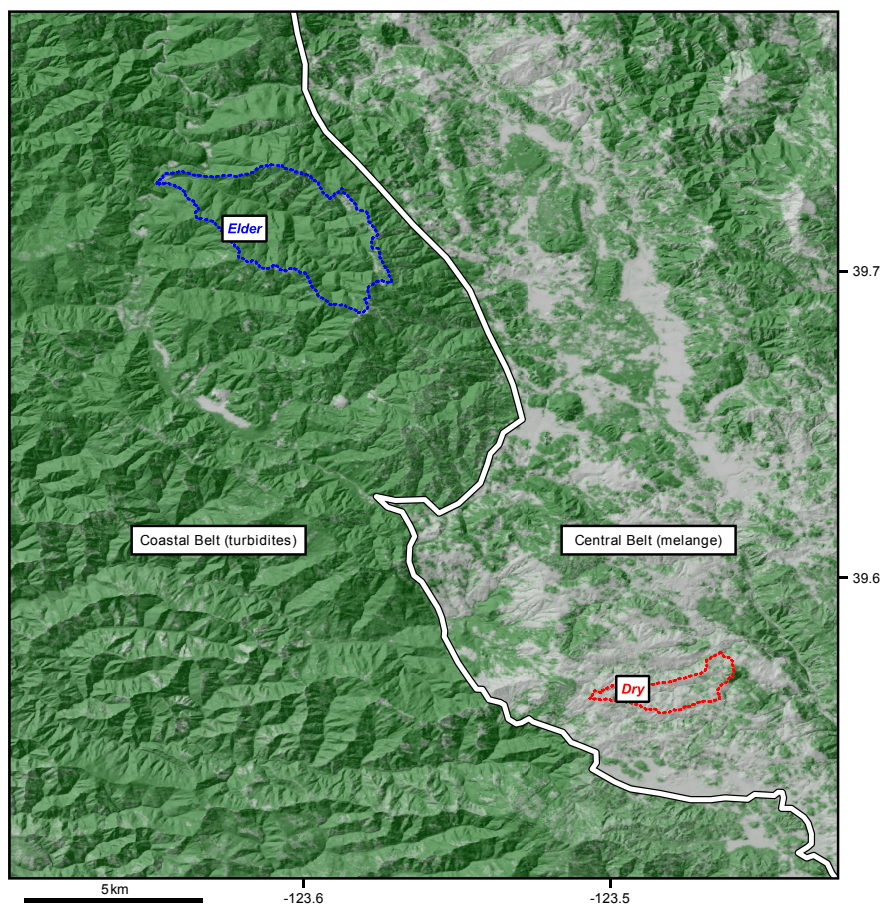 Elder
39.7
Coastal Belt (turbidites)
Central Belt (melange)
39.6
Dry
5km
-123.6
-123.5